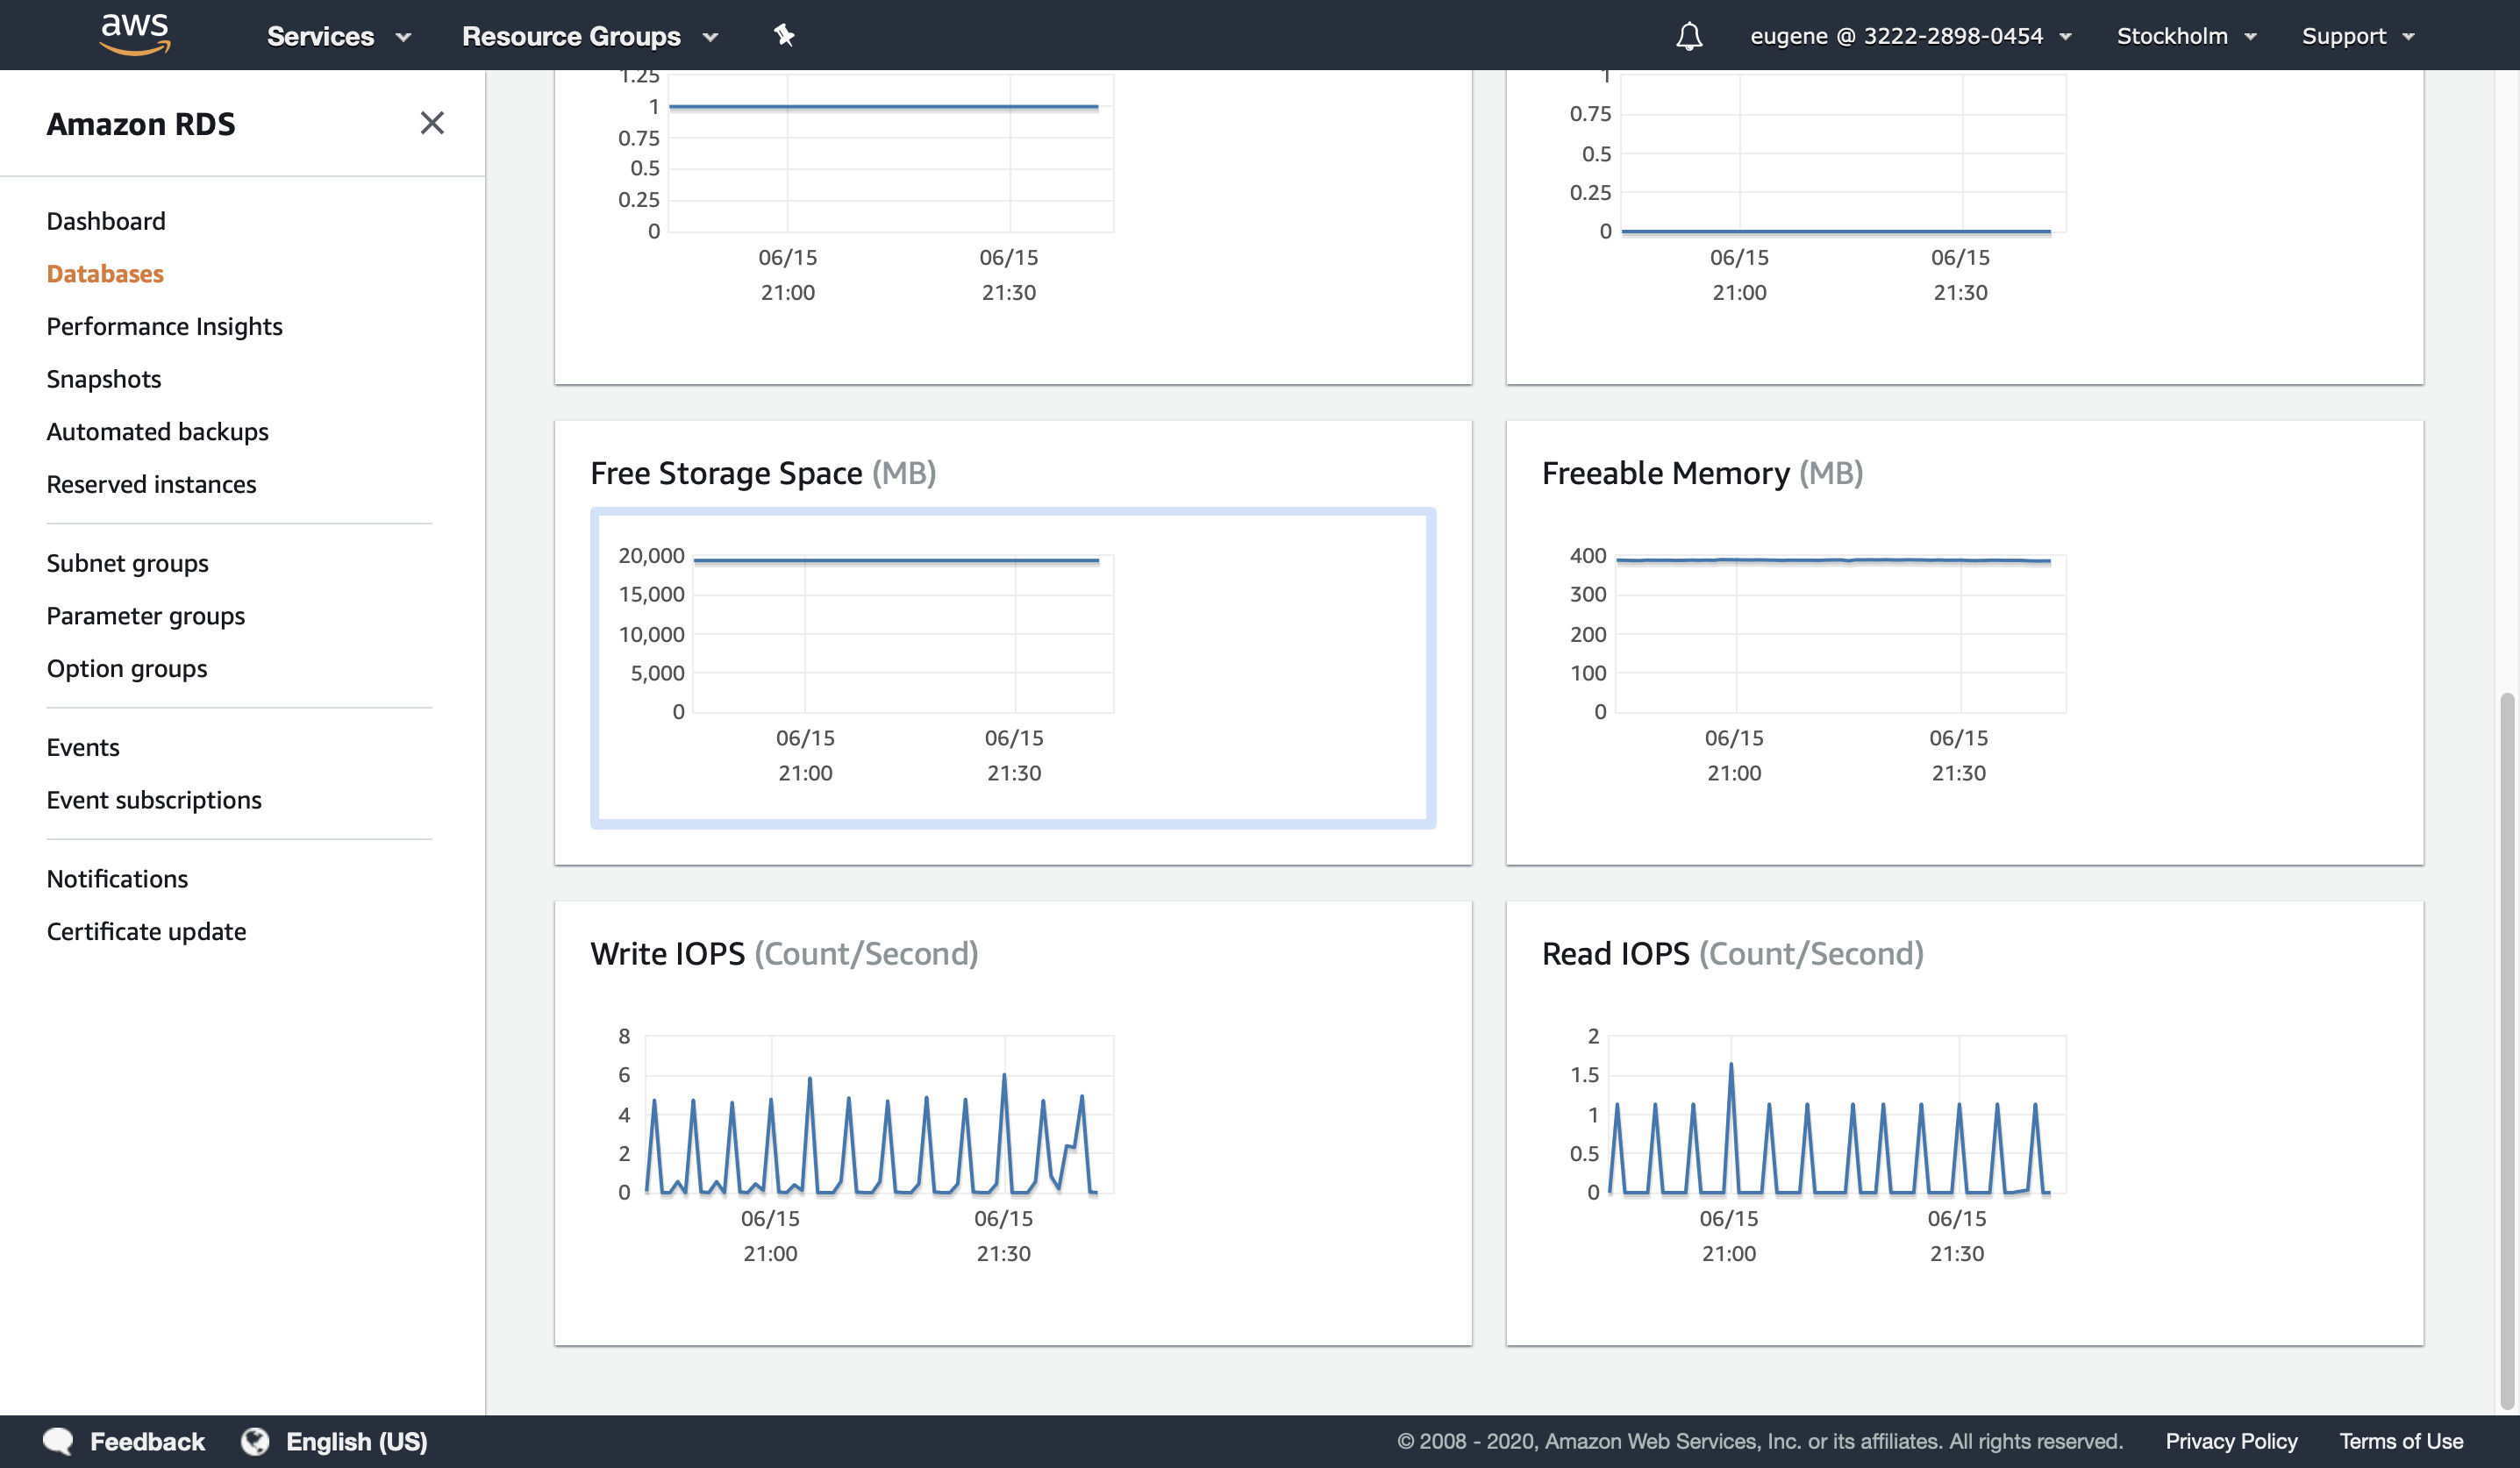 aws
Services
Resource Groups
eugene @ 3222-2898-0454
Stockholm
Support
Amazon RDS
Dashboard
Databases
Performance Insights
Snapshots
Automated backups
Reserved instances
Subnet groups
Parameter groups
Option groups
Events
Event subscriptions
Notifications
Certificate update
1.25
1
0.75
0.5
0.25
0
06/15
21:00
06/15
21:30
1
0.75
0.5
0.25
0
06/15
21:00
06/15
21:30
Free Storage Space (MB)
20,000
15,000
10,000
5,000
0
06/15
21:00
06/15
21:30
Freeable Memory (MB)
400
300
200
100
0
06/15
21:00
06/15
21:30
Write IOPS (Count/Second)
8
6
4
2
0
06/15
21:00
06/15
21:30
Read IOPS (Count/Second)
2
1.5
1
0.5
0
06/15
21:00
06/15
21:30
Feedback
English (US)
© 2008 - 2020, Amazon Web Services, Inc. or its affiliates. All rights reserved.
Privacy Policy
Terms of Use